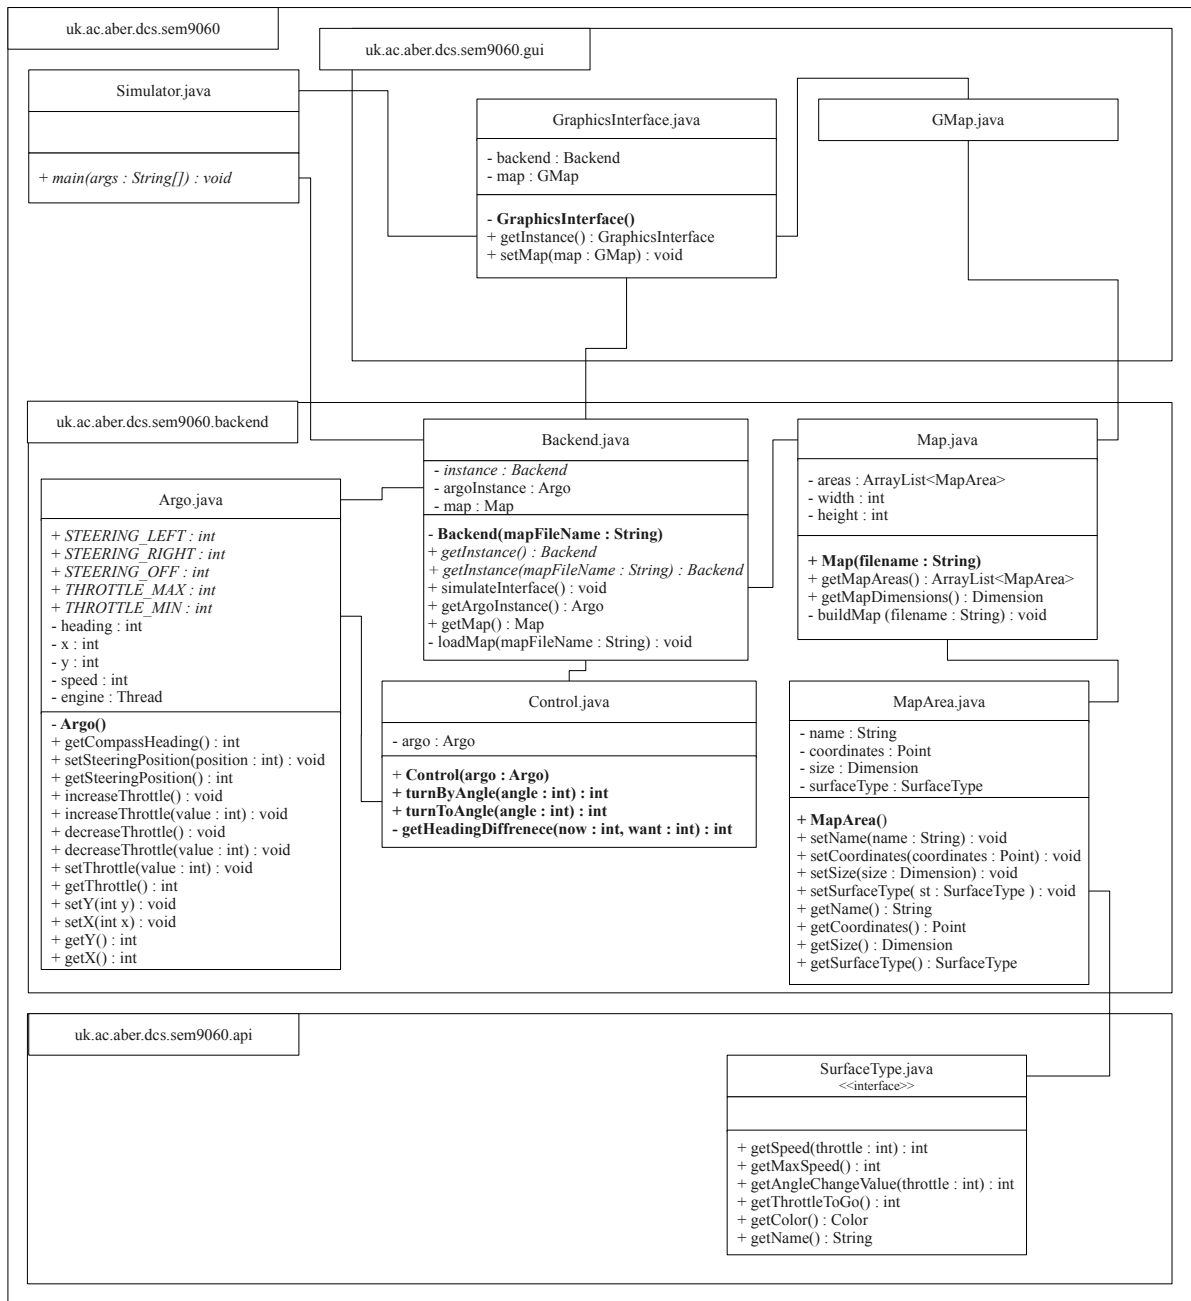 uk.ac.aber.dcs.sem9060
uk.ac.aber.dcs.sem9060.gui
Simulator.java
+ main(args : String[]) : void
GraphicsInterface.java
- backend : Backend
- map : GMap
- GraphicsInterface()
+ getInstance() : GraphicsInterface
+ setMap(map : GMap) : void
GMap.java
uk.ac.aber.dcs.sem9060.backend
Argo.java
+ STEERING_LEFT : int
+ STEERING_RIGHT : int
+ STEERING_OFF : int
+ THROTTLE_MAX : int
+ THROTTLE_MIN : int
- heading : int
- x : int
- y : int
- speed : int
- engine : Thread
- Argo()
+ getCompassHeading() : int
+ setSteeringPosition(position : int) : void
+ getSteeringPosition() : int
+ increaseThrottle() : void
+ increaseThrottle(value : int) : void
+ decreaseThrottle() : void
+ decreaseThrottle(value : int) : void
+ setThrottle(value : int) : void
+ getThrottle() : int
+ setY(int y) : void
+ setX(int x) : void
+ getY() : int
+ getX() : int
Backend.java
- instance : Backend
- argoInstance : Argo
- map : Map
- Backend(mapFileName : String)
+ getInstance() : Backend
+ getInstance(mapFileName : String) : Backend
+ simulateInterface() : void
+ getArgoInstance() : Argo
+ getMap() : Map
- loadMap(mapFileName : String) : void
Control.java
- argo : Argo
+ Control(argo : Argo)
+ turnByAngle(angle : int) : int
+ turnToAngle(angle : int) : int
- getHeadingDiffrenece(now : int, want : int) : int
Map.java
- areas : ArrayList<MapArea>
- width : int
- height : int
+ Map(filename : String)
+ getMapAreas() : ArrayList<MapArea>
+ getMapDimensions() : Dimension
- buildMap (filename : String) : void
MapArea.java
- name : String
- coordinates : Point
- size : Dimension
- surfaceType : SurfaceType
+ MapArea()
+ setName(name : String) : void
+ setCoordinates(coordinates : Point) : void
+ setSize(size : Dimension) : void
+ setSurfaceType( st : SurfaceType ) : void
+ getName() : String
+ getCoordinates() : Point
+ getSize() : Dimension
+ getSurfaceType() : SurfaceType
uk.ac.aber.dcs.sem9060.api
SurfaceType.java
<<interface>>
+ getSpeed(throttle : int) : int
+ getMaxSpeed() : int
+ getAngleChangeValue(throttle : int) : int
+ getThrottleToGo() : int
+ getColor() : Color
+ getName() : String